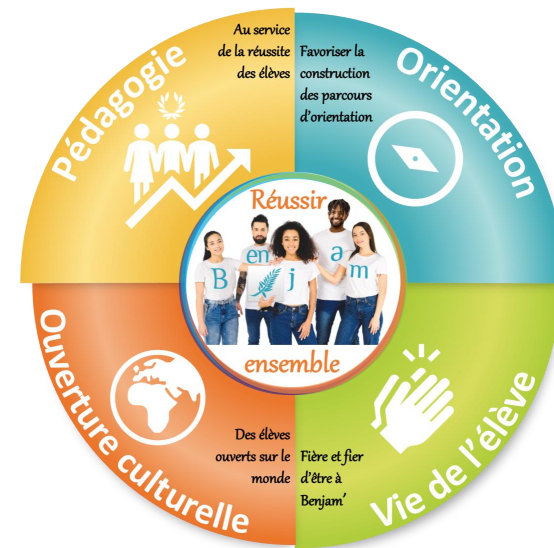 Pédagogie
Au service
de la réussite
des élèves
Favoriser la
construction
des parcours
d'orientation
Orientation
Réussir
B en j a m
ensemble
Ouverture culturelle
Des élèves
ouverts sur le
monde
Fière et fier
d'être à
Benjam'
Vie de l'élève